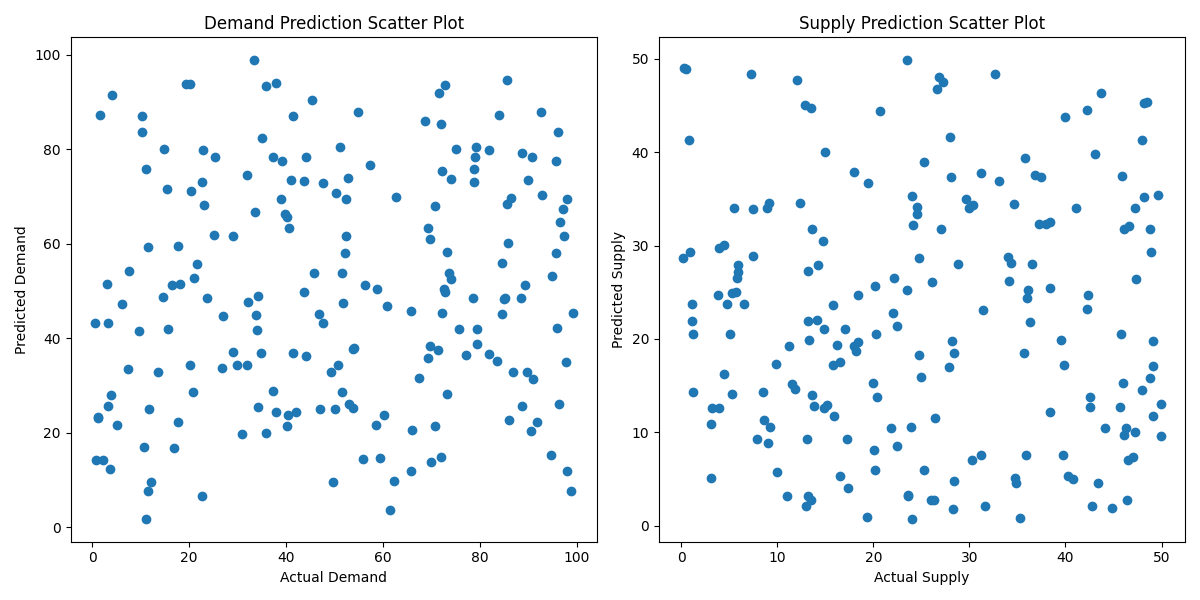 Demand Prediction Scatter Plot
Predicted Demand
100
80
60
40
20
0
0 20 40 60 80 100
Actual Demand
Supply Prediction Scatter Plot
Predicted Supply
50
40
30
20
10
0
0 10 20 30 40 50
Actual Supply